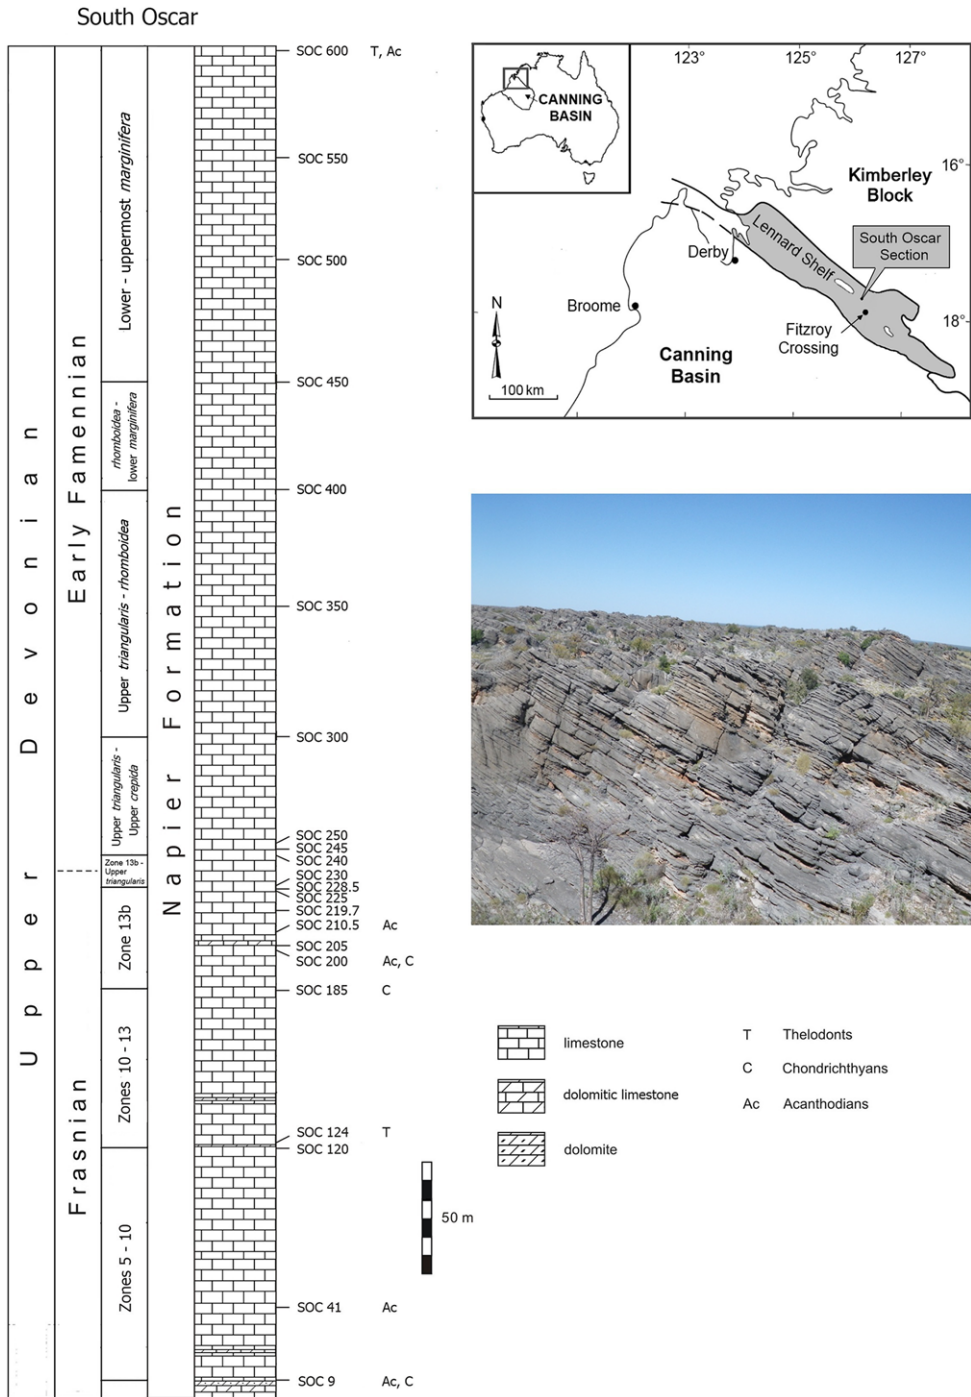 South Oscar
Upper Devonian
Early Famennian
Frasnian
Lower - uppermost marginifera
rhomboidea -
lower marginifera
Upper triangularis - rhomboidea
Upper triangularis -
Upper crepida
Zone 13b -
Upper
triangularis
Zone 13b
Zones 10 - 13
Zones 5 - 10
Napier Formation
SOC 600 T, Ac
SOC 550
SOC 500
SOC 450
SOC 400
SOC 350
SOC 300
SOC 250
SOC 245
SOC 240
SOC 230
SOC 228.5
SOC 225
SOC 219.7
SOC 210.5 Ac
SOC 205
SOC 200 Ac, C
SOC 185 C
SOC 124 T
SOC 120
SOC 41 Ac
SOC 9 Ac, C
50 m
123° 125° 127°
CANNING
BASIN
16°
Kimberley
Block
Lennard Shelf
South Oscar
Section
Derby
Broome
N
18°
Fitzroy
Crossing
Canning
Basin
100 km
limestone
dolomitic limestone
dolomite
T Thelodonts
C Chondrichthyans
Ac Acanthodians